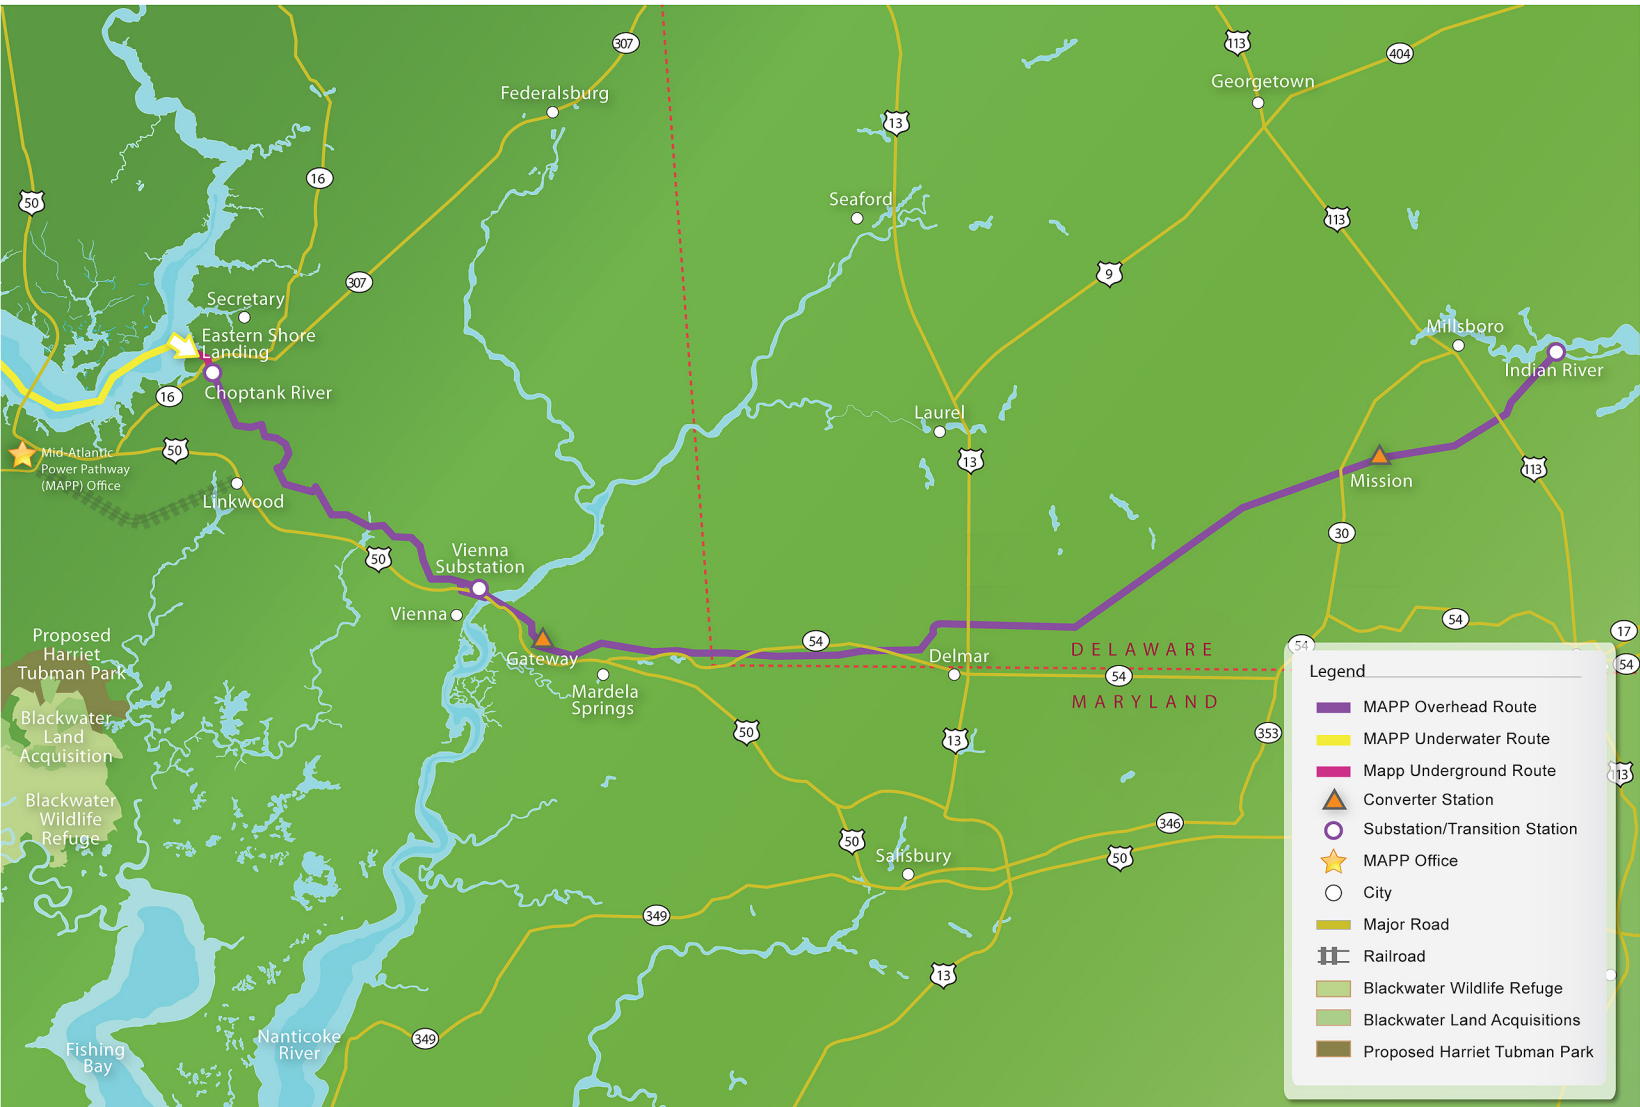 307
113
404
Georgetown
Federalsburg
13
16
50
Seaford
113
9
307
Secretary
Eastern Shore
Landing
Millsboro
Indian River
Choptank River
16
Laurel
50
Mid-Atlantic
Power Pathway
(MAPP) Office
13
113
Mission
Linkwood
30
50
Vienna
Substation
Vienna
Proposed
Harriet
Tubman Park
54
54
17
54
54
DELAWARE
Gateway
Delmar
54
Mardela
Springs
MARYLAND
Blackwater
Land
Acquisition
50
13
353
113
Blackwater
Wildlife
Refuge
346
50
50
Salisbury
349
13
349
Nanticoke
River
Fishing
Bay
Legend
MAPP Overhead Route
MAPP Underwater Route
Mapp Underground Route
Converter Station
Substation/Transition Station
MAPP Office
City
Major Road
Railroad
Blackwater Wildlife Refuge
Blackwater Land Acquisitions
Proposed Harriet Tubman Park